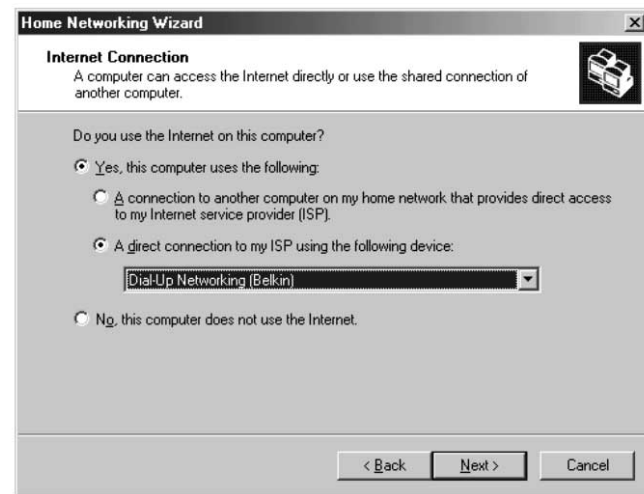 Home Networking Wizard
Internet Connection
A computer can access the Internet directly or use the shared connection of
another computer.
Do you use the Internet on this computer?
Yes, this computer uses the following:
A connection to another computer on my home network that provides direct access
to my Internet service provider (ISP).
A direct connection to my ISP using the following device:
Dial-Up Networking (Belkin)
No, this computer does not use the Internet.
< Back Next > Cancel